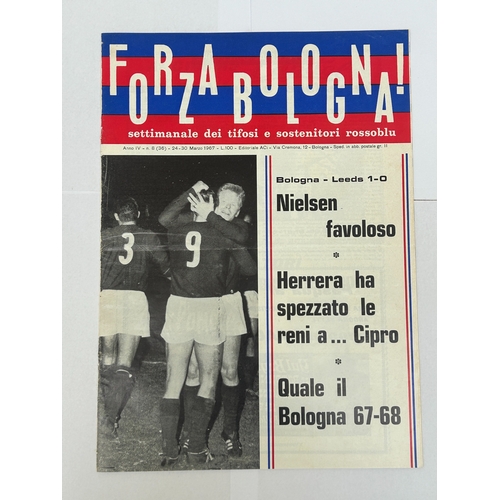 FORZA BOLOGNA!
settimanale dei tifosi e sostenitori rossoblu
Anno IV - n. 8 (36) - 24-30 Marzo 1967 - L. 100 - Editoriale ACI - Via Cremona, 12 - Bologna - Sped. in abb. postale gr. II
Bologna - Leeds 1-0
Nielsen
favoloso
*
Herrera ha
spezzato le
reni a... Cipro
*
Quale il
Bologna 67-68
3
9